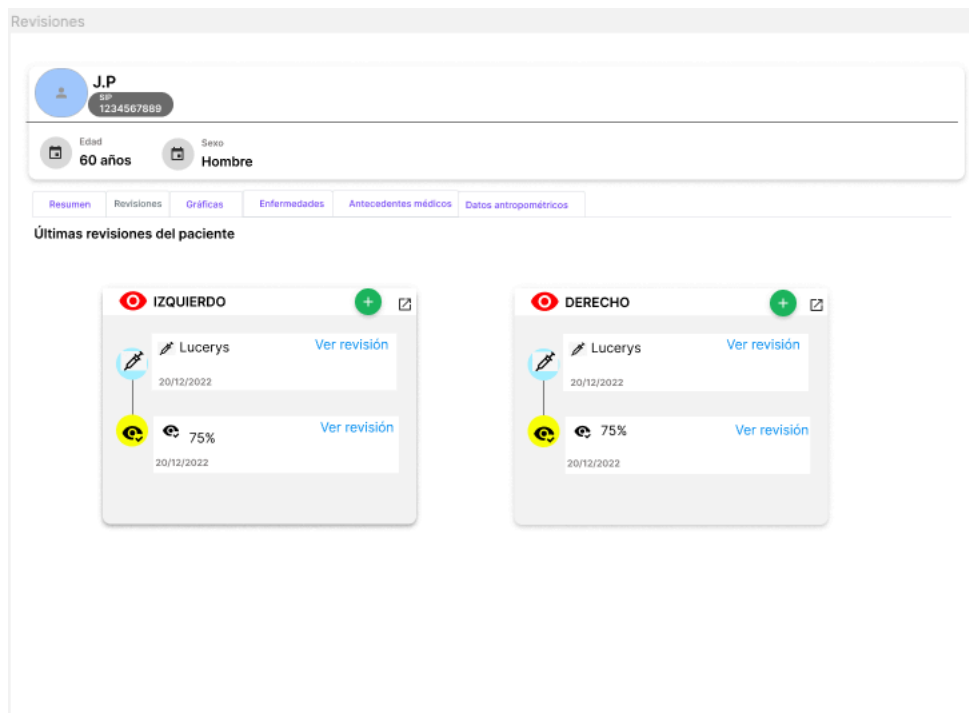 Revisiones
J.P
SIP
1234567889
Edad
60 años
Sexo
Hombre
Resumen Revisiones Gráficas Enfermedades Antecedentes médicos Datos antropométricos
Últimas revisiones del paciente
IZQUIERDO
Lucerys Ver revisión
20/12/2022
75% Ver revisión
20/12/2022
DERECHO
Lucerys Ver revisión
20/12/2022
75% Ver revisión
20/12/2022